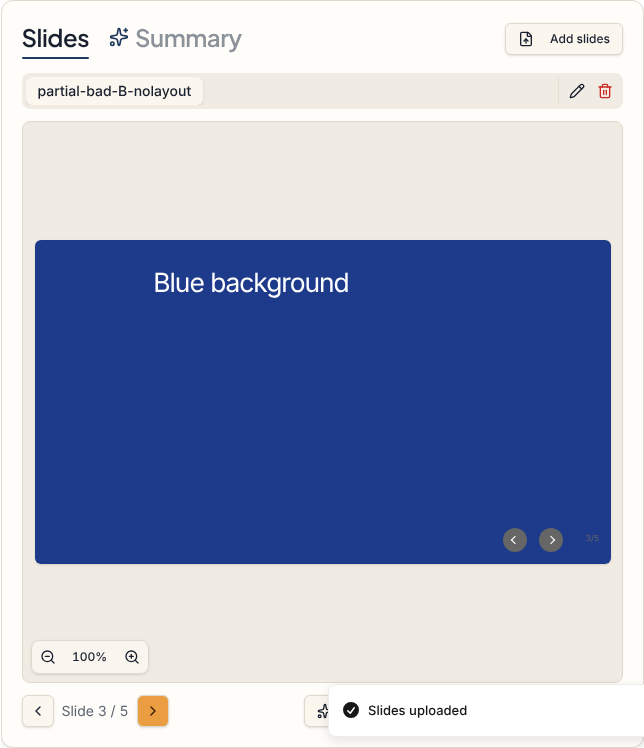 Slides
Summary
Add slides
partial-bad-B-nolayout
Blue background
3/5
100%
Slide 3 / 5
Slides uploaded